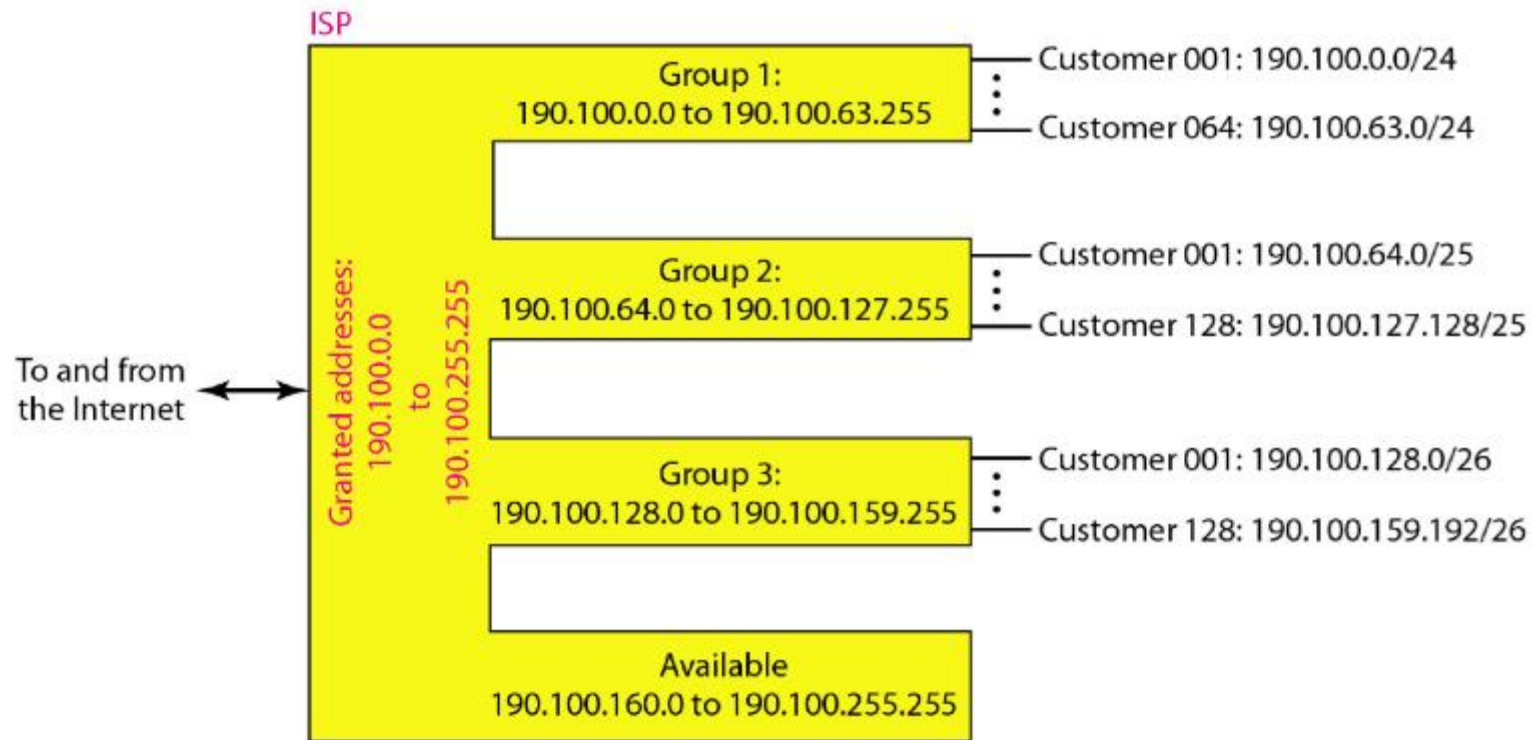 ISP
Group 1:
190.100.0.0 to 190.100.63.255
Customer 001: 190.100.0.0/24
Customer 064: 190.100.63.0/24
Group 2:
190.100.64.0 to 190.100.127.255
Customer 001: 190.100.64.0/25
Customer 128: 190.100.127.128/25
To and from
the Internet
Granted addresses:
190.100.0.0
to
190.100.255.255
Group 3:
190.100.128.0 to 190.100.159.255
Customer 001: 190.100.128.0/26
Customer 128: 190.100.159.192/26
Available
190.100.160.0 to 190.100.255.255